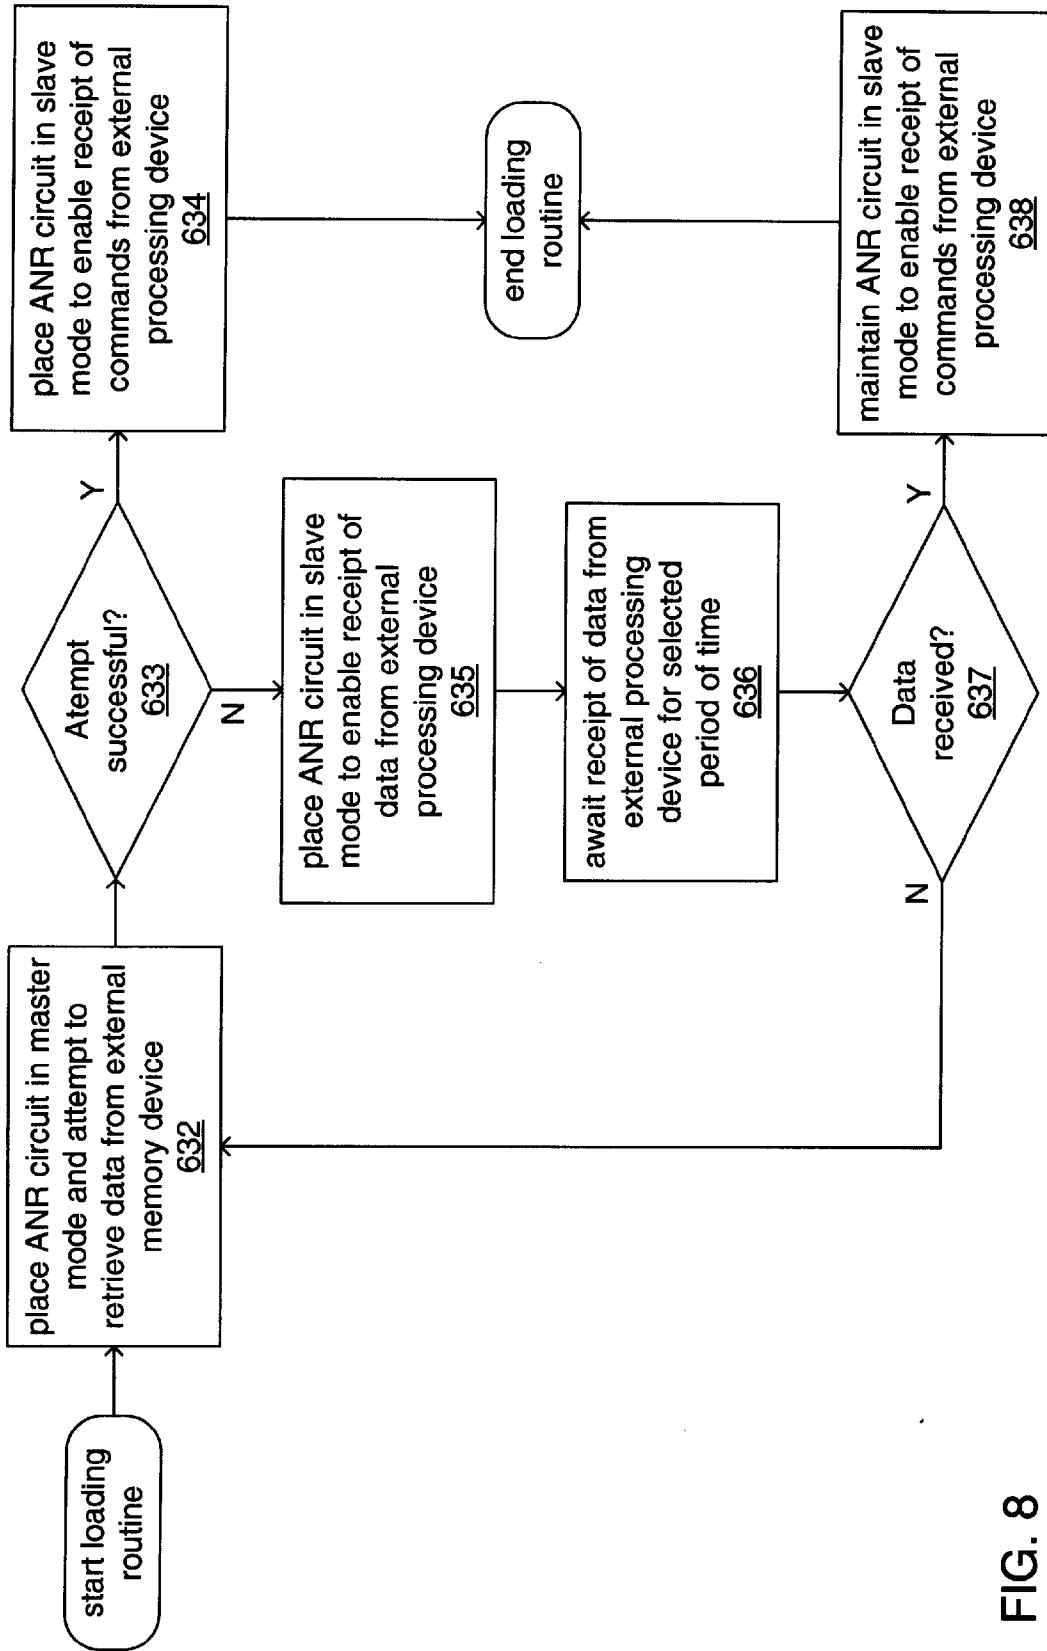 start loading
routine
place ANR circuit in master
mode and attempt to
retrieve data from external
memory device
632
Atempt
successful?
633
Y
N
place ANR circuit in slave
mode to enable receipt of
commands from external
processing device
634
place ANR circuit in slave
mode to enable receipt of
data from external
processing device
635
await receipt of data from
external processing
device for selected
period of time
636
Data
received?
637
Y
N
maintain ANR circuit in slave
mode to enable receipt of
commands from external
processing device
638
end loading
routine
FIG. 8